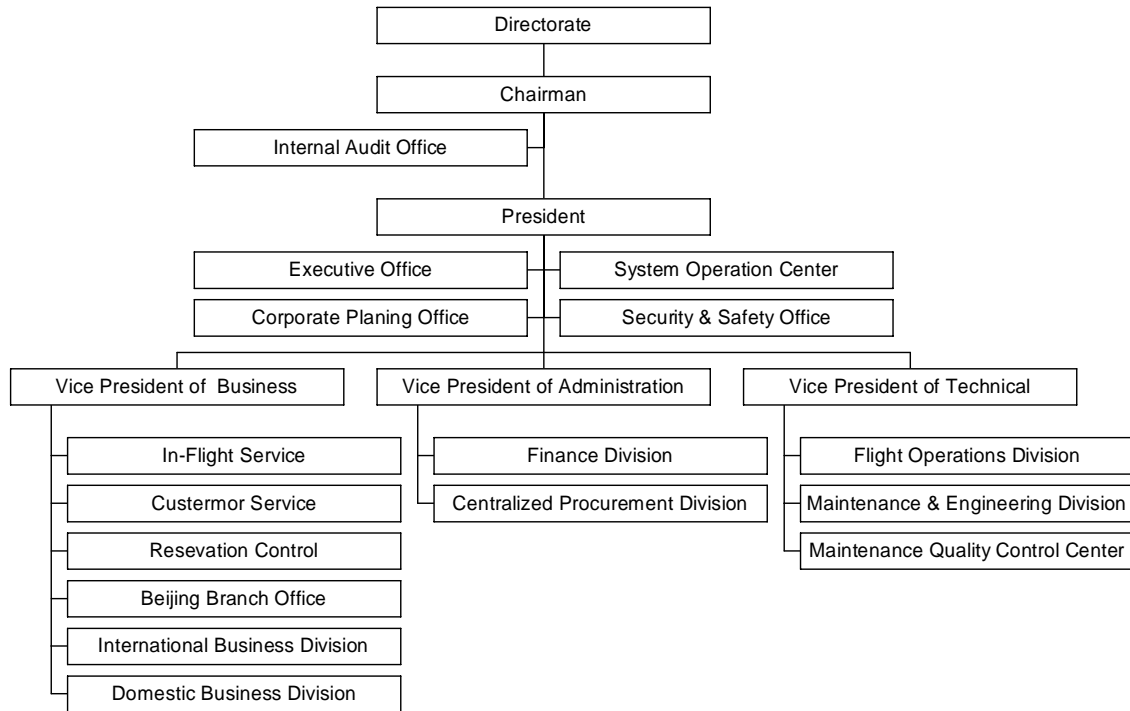 Directorate
Chairman
Internal Audit Office
President
Executive Office
System Operation Center
Corporate Planing Office
Security & Safety Office
Vice President of Business
Vice President of Administration
Vice President of Technical
In-Flight Service
Custermor Service
Resevation Control
Beijing Branch Office
International Business Division
Domestic Business Division
Finance Division
Centralized Procurement Division
Flight Operations Division
Maintenance & Engineering Division
Maintenance Quality Control Center